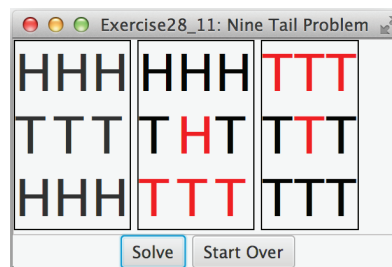 Exercise28_11: Nine Tail Problem
HHH HHH TTT
TTT THT TTT
HHH TTT TTT
Solve Start Over